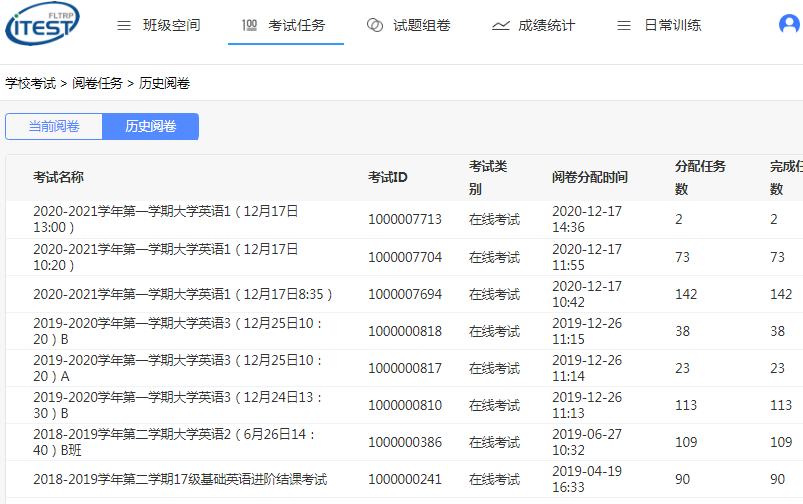 FLTRP
iTEST
班级空间
100 考试任务
试题组卷
成绩统计
日常训练
学校考试 > 阅卷任务 > 历史阅卷
当前阅卷 历史阅卷
考试名称 考试ID 考试类 阅卷分配时间 分配任务 完成任
别 数 数
2020-2021学年第一学期大学英语1（12月17日
13:00） 1000007713 在线考试 2020-12-17
14:36 2 2
2020-2021学年第一学期大学英语1（12月17日
10:20） 1000007704 在线考试 2020-12-17
11:55 73 73
2020-2021学年第一学期大学英语1（12月17日8:35） 1000007694 在线考试 2020-12-17
10:42 142 142
2019-2020学年第一学期大学英语3（12月25日10：
20）B 1000000818 在线考试 2019-12-26
11:15 38 38
2019-2020学年第一学期大学英语3（12月25日10：
20）A 1000000817 在线考试 2019-12-26
11:14 23 23
2019-2020学年第一学期大学英语3（12月24日13：
30）B 1000000810 在线考试 2019-12-26
11:13 113 113
2018-2019学年第二学期大学英语2（6月26日14：
40）B班 1000000386 在线考试 2019-06-27
10:32 109 109
2018-2019学年第二学期17级基础英语进阶结课考试 1000000241 在线考试 2019-04-19
16:33 90 90